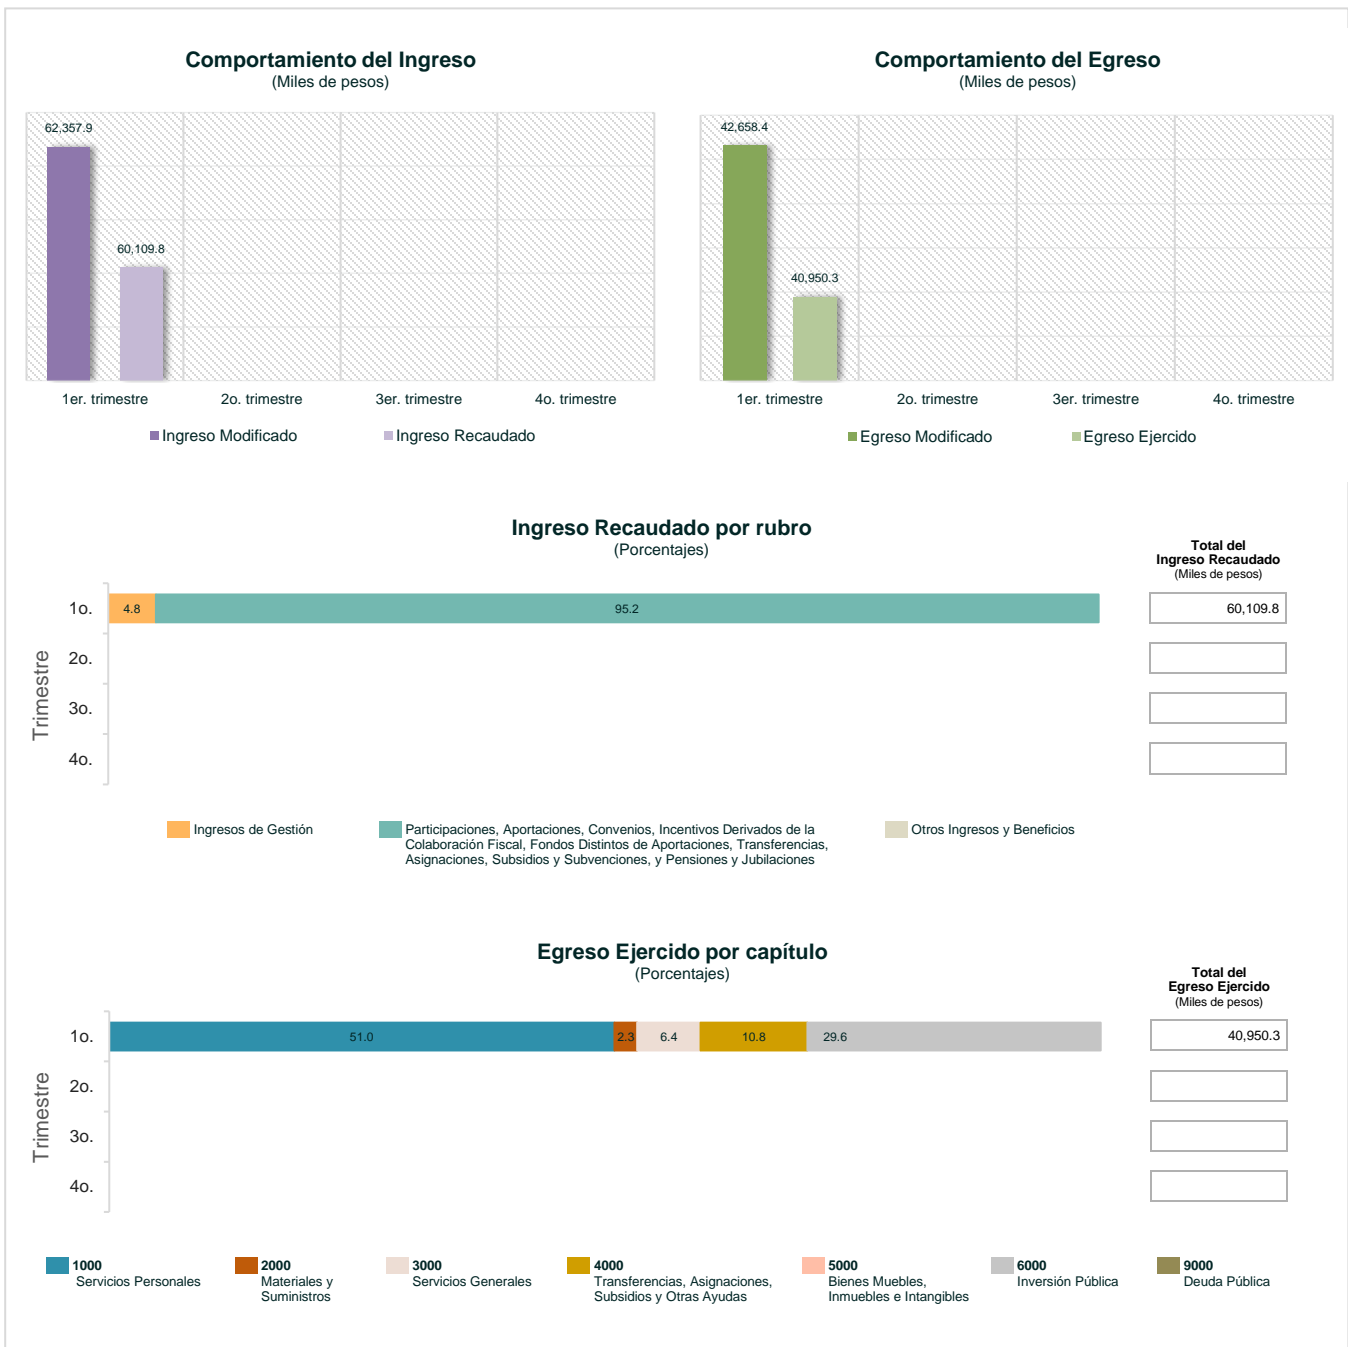 Comportamiento del Ingreso
(Miles de pesos)
62,357.9
60,109.8
1er. trimestre
2o. trimestre
3er. trimestre
4o. trimestre
Ingreso Modificado
Ingreso Recaudado
Comportamiento del Egreso
(Miles de pesos)
42,658.4
40,950.3
1er. trimestre
2o. trimestre
3er. trimestre
4o. trimestre
Egreso Modificado
Egreso Ejercido
Ingreso Recaudado por rubro
(Porcentajes)
Total del
Ingreso Recaudado
(Miles de pesos)
Trimestre
1o.
4.8
95.2
60,109.8
2o.
3o.
4o.
Ingresos de Gestión
Participaciones, Aportaciones, Convenios, Incentivos Derivados de la
Colaboración Fiscal, Fondos Distintos de Aportaciones, Transferencias,
Asignaciones, Subsidios y Subvenciones, y Pensiones y Jubilaciones
Otros Ingresos y Beneficios
Egreso Ejercido por capítulo
(Porcentajes)
Total del
Egreso Ejercido
(Miles de pesos)
Trimestre
1o.
51.0
2.3
6.4
10.8
29.6
40,950.3
2o.
3o.
4o.
1000
Servicios Personales
2000
Materiales y
Suministros
3000
Servicios Generales
4000
Transferencias, Asignaciones,
Subsidios y Otras Ayudas
5000
Bienes Muebles,
Inmuebles e Intangibles
6000
Inversión Pública
9000
Deuda Pública